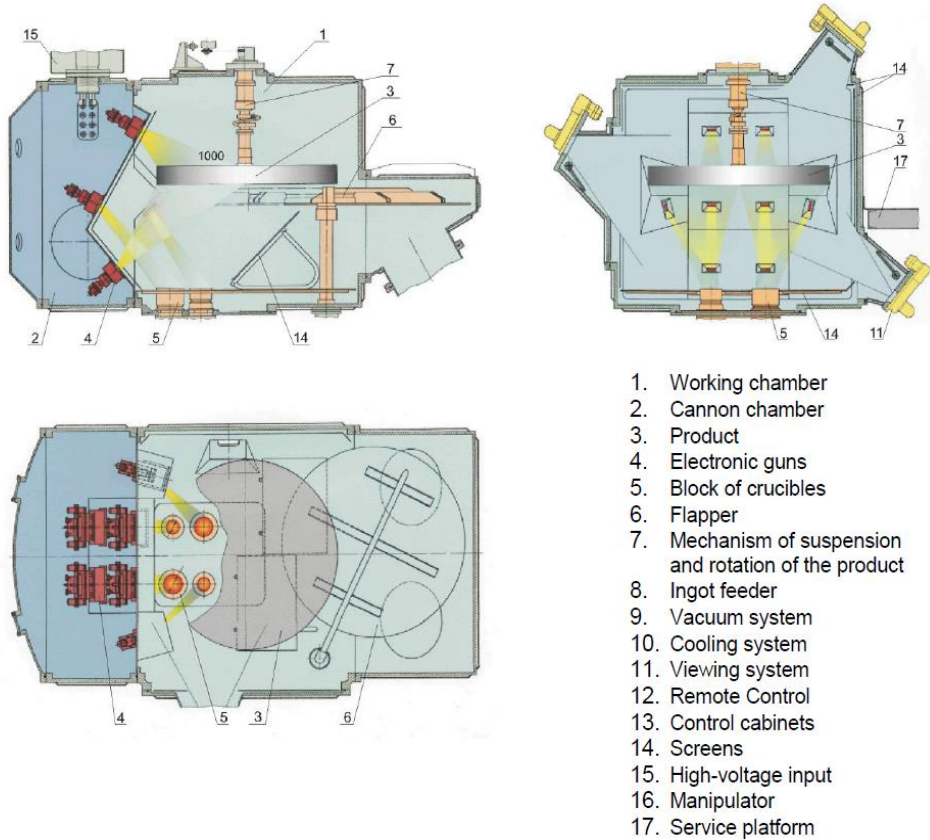 15
1
7
3
6
1000
2
4
5
14
14
7
3
17
5
14
11
4
5
3
6
1. Working chamber
2. Cannon chamber
3. Product
4. Electronic guns
5. Block of crucibles
6. Flapper
7. Mechanism of suspension
and rotation of the product
8. Ingot feeder
9. Vacuum system
10. Cooling system
11. Viewing system
12. Remote Control
13. Control cabinets
14. Screens
15. High-voltage input
16. Manipulator
17. Service platform